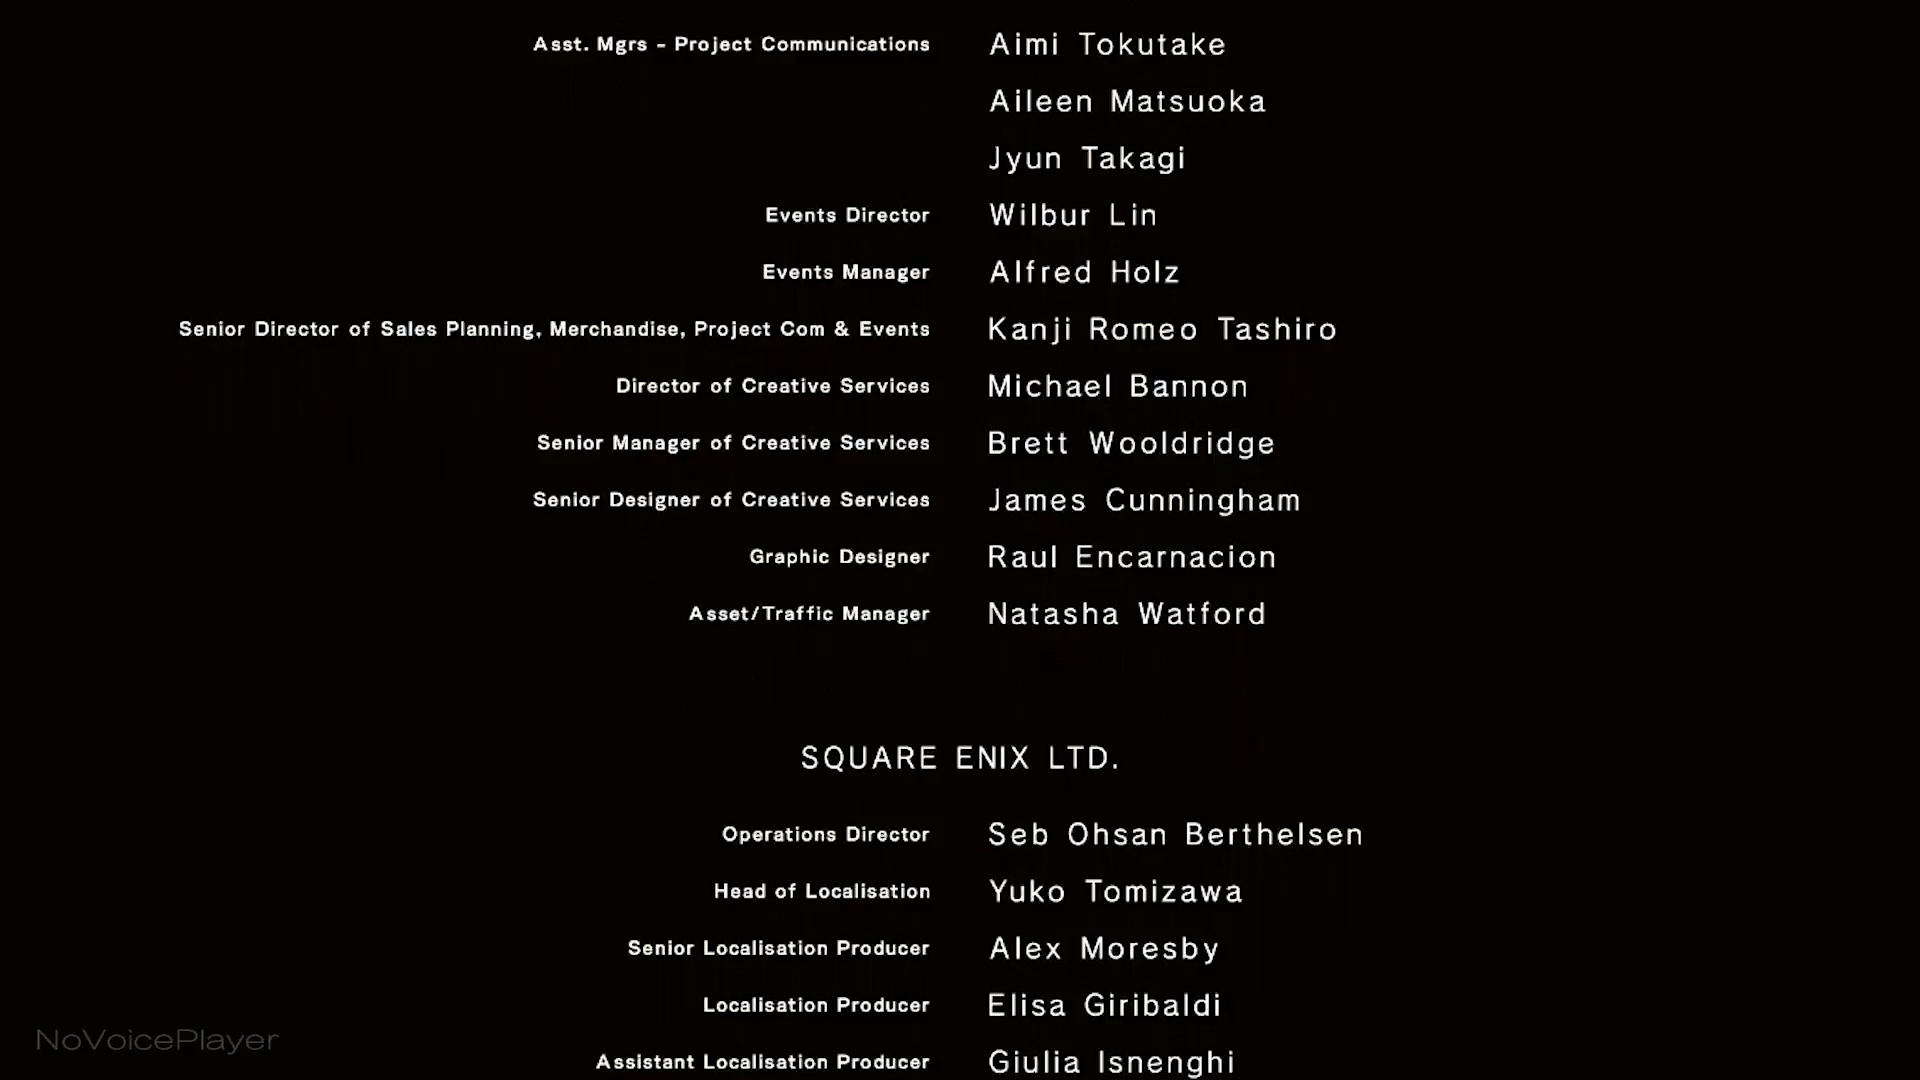 Asst. Mgrs - Project Communications Aimi Tokutake
Aileen Matsuoka
Jyun Takagi
Events Director Wilbur Lin
Events Manager Alfred Holz
Senior Director of Sales Planning, Merchandise, Project Com & Events Kanji Romeo Tashiro
Director of Creative Services Michael Bannon
Senior Manager of Creative Services Brett Wooldridge
Senior Designer of Creative Services James Cunningham
Graphic Designer Raul Encarnacion
Asset/Traffic Manager Natasha Watford
SQUARE ENIX LTD.
Operations Director Seb Ohsan Berthelsen
Head of Localisation Yuko Tomizawa
Senior Localisation Producer Alex Moresby
Localisation Producer Elisa Giribaldi
Assistant Localisation Producer Giulia Isnenghi
NoVoicePlayer